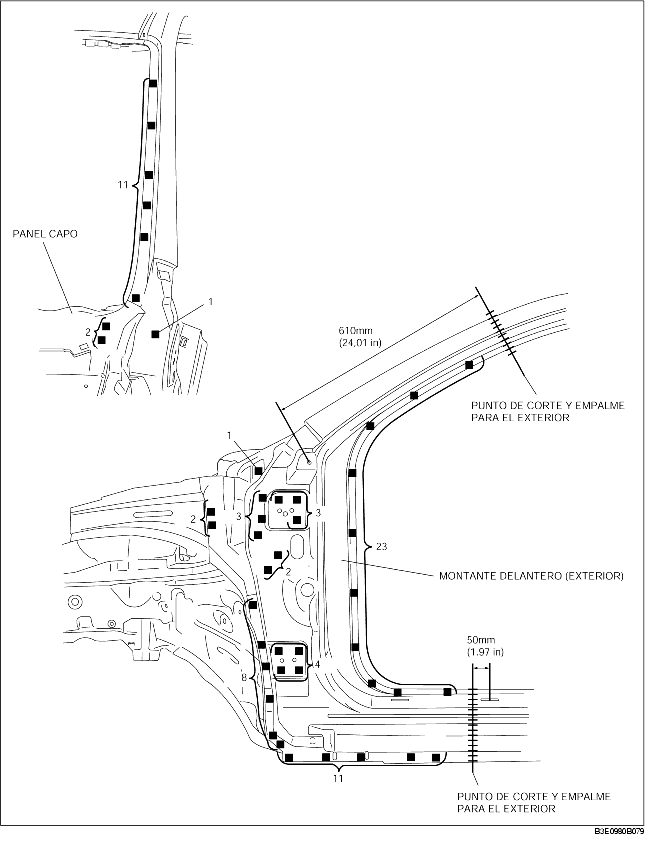 11
PANEL CAPO
1
2
610mm
(24,01 in)
PUNTO DE CORTE Y EMPALME
PARA EL EXTERIOR
1
2
3
3
23
2
MONTANTE DELANTERO (EXTERIOR)
50mm
(1.97 in)
4
8
11
PUNTO DE CORTE Y EMPALME
PARA EL EXTERIOR
B3E0980B079